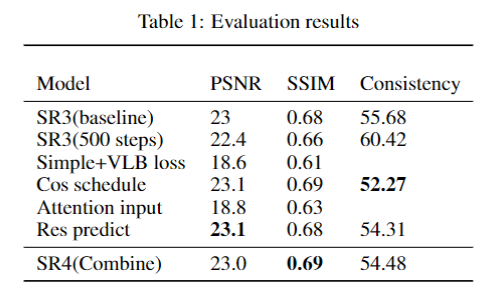 Table 1: Evaluation results
Model PSNR SSIM Consistency
SR3(baseline) 23 0.68 55.68
SR3(500 steps) 22.4 0.66 60.42
Simple+VLB loss 18.6 0.61
Cos schedule 23.1 0.69 52.27
Attention input 18.8 0.63
Res predict 23.1 0.68 54.31
SR4(Combine) 23.0 0.69 54.48